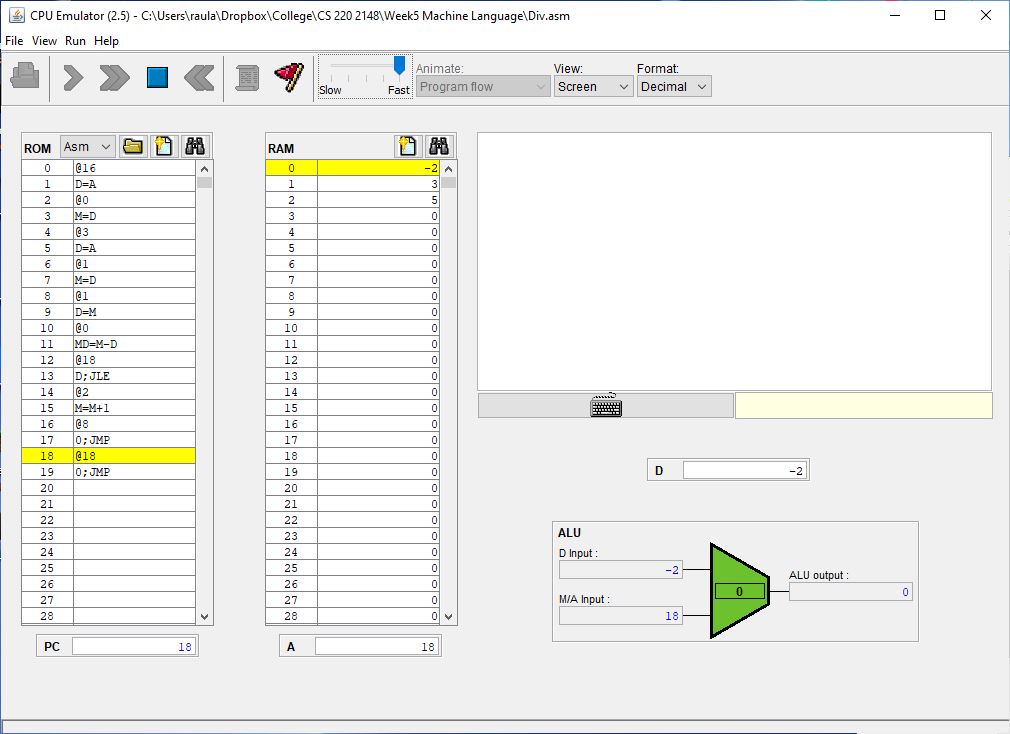 CPU Emulator (2.5) - C:\Users\raula\Dropbox\College\CS 220 2148\Week5 Machine Language\Div.asm
File View Run Help
Slow Fast
Animate:
Program flow
View:
Screen
Format:
Decimal
ROM Asm
0 @16
1 D=A
2 @0
3 M=D
4 @3
5 D=A
6 @1
7 M=D
8 @1
9 D=M
10 @0
11 MD=M-D
12 @18
13 D;JLE
14 @2
15 M=M+1
16 @8
17 0;JMP
18 @18
19 0;JMP
20
21
22
23
24
25
26
27
28
PC 18
RAM
0 -2
1 3
2 5
3 0
4 0
5 0
6 0
7 0
8 0
9 0
10 0
11 0
12 0
13 0
14 0
15 0
16 0
17 0
18 0
19 0
20 0
21 0
22 0
23 0
24 0
25 0
26 0
27 0
28 0
A 18
D -2
ALU
D Input :
-2
M/A Input :
18
0
ALU output :
0